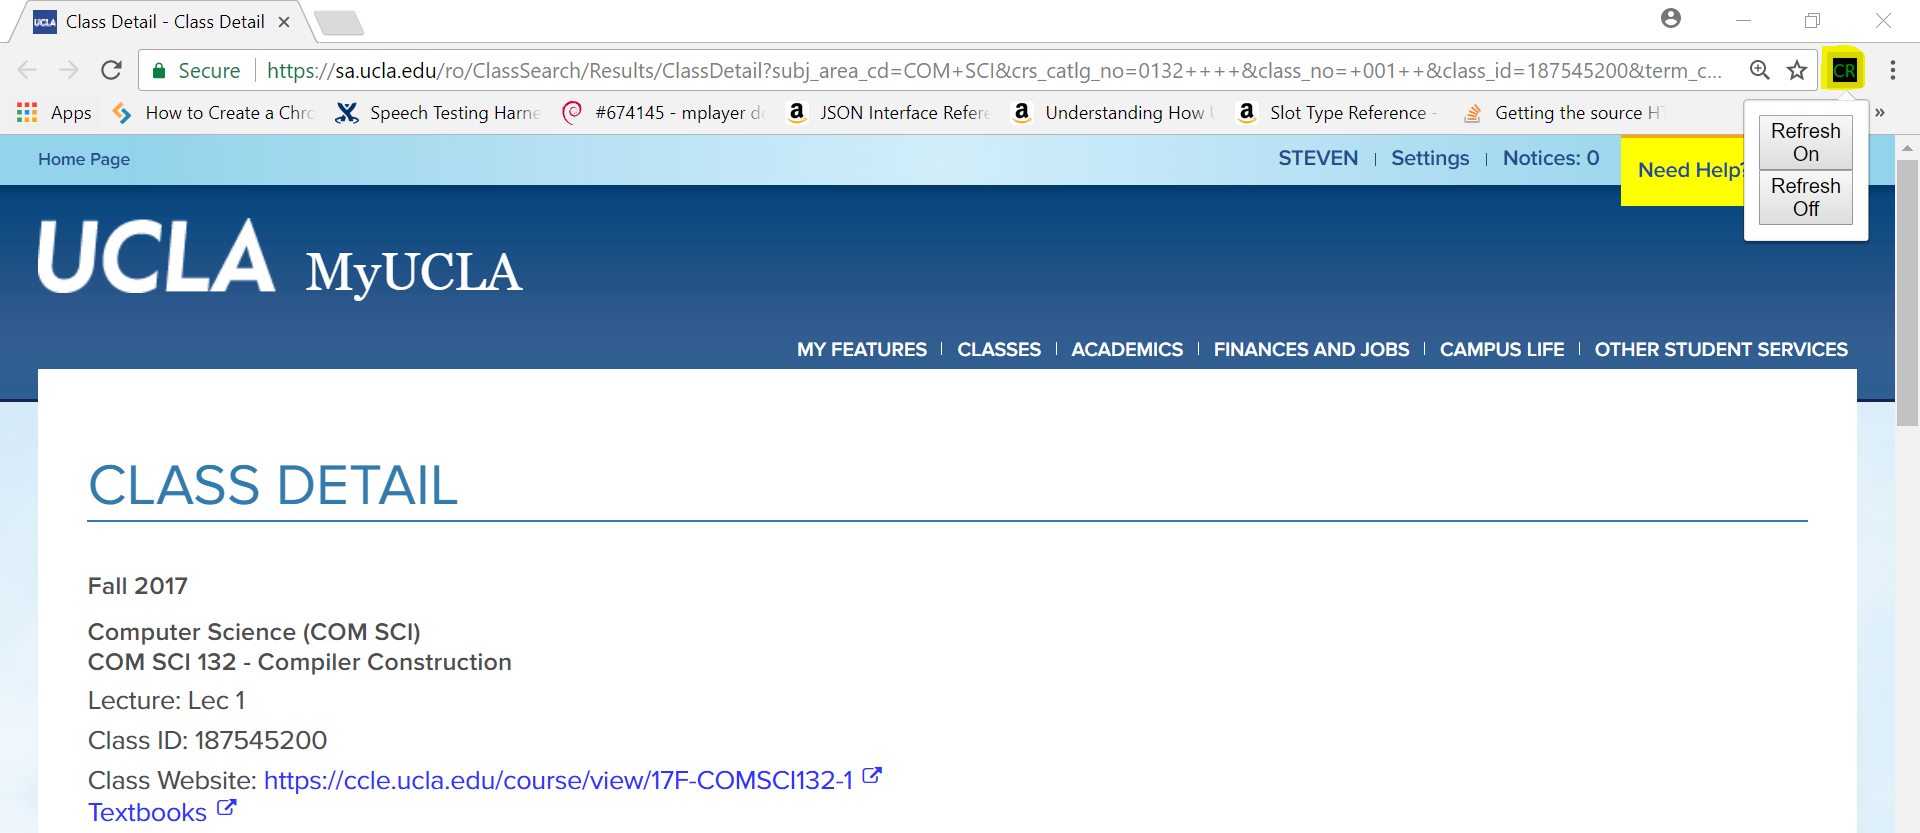 UCLA Class Detail - Class Detail
Secure https://sa.ucla.edu/ro/ClassSearch/Results/ClassDetail?subj_area_cd=COM+SCI&crs_catlg_no=0132++++&class_no=+001++&class_id=187545200&term_c... CR
Apps How to Create a Chro Speech Testing Harne #674145 - mplayer do JSON Interface Refere Understanding How Slot Type Reference - Getting the source HT »
Refresh On
Refresh Off
Home Page STEVEN Settings Notices: 0 Need Help?
UCLA MyUCLA
MY FEATURES CLASSES ACADEMICS FINANCES AND JOBS CAMPUS LIFE OTHER STUDENT SERVICES
CLASS DETAIL
Fall 2017
Computer Science (COM SCI)
COM SCI 132 - Compiler Construction
Lecture: Lec 1
Class ID: 187545200
Class Website: https://ccle.ucla.edu/course/view/17F-COMSCI132-1
Textbooks